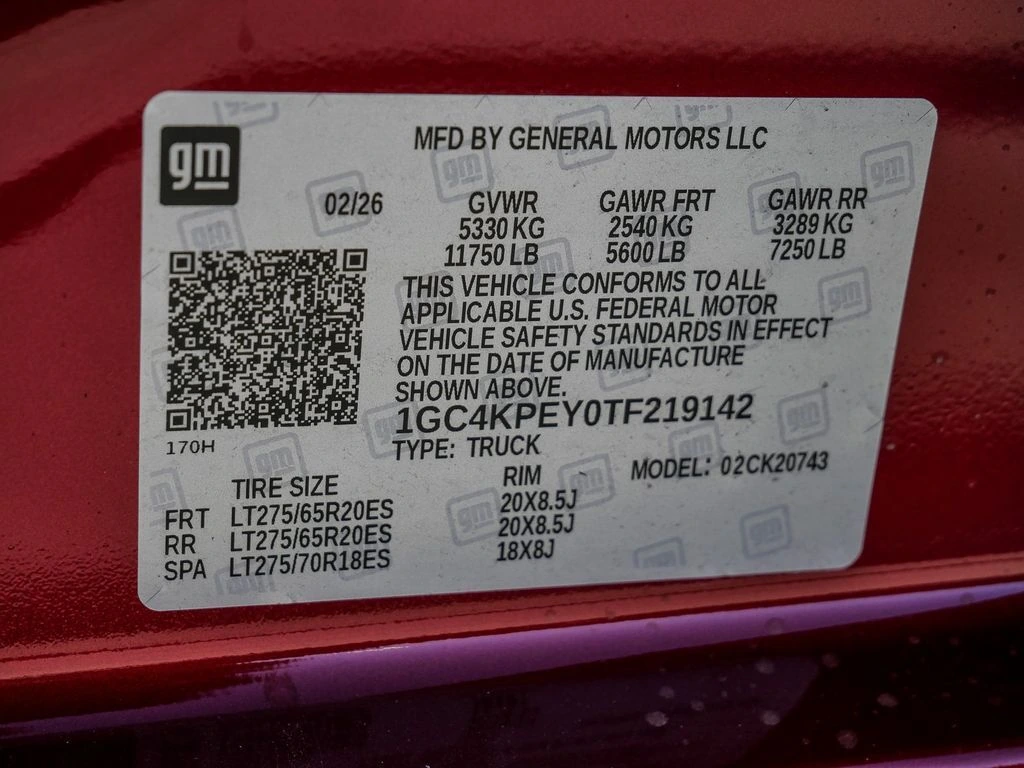 gm
MFD BY GENERAL MOTORS LLC
02/26 GVWR GAWR FRT GAWR RR
5330 KG 2540 KG 3289 KG
11750 LB 5600 LB 7250 LB
THIS VEHICLE CONFORMS TO ALL
APPLICABLE U.S. FEDERAL MOTOR
VEHICLE SAFETY STANDARDS IN EFFECT
ON THE DATE OF MANUFACTURE
SHOWN ABOVE.
1GC4KPEY0TF219142
170H
TYPE: TRUCK
MODEL: 02CK20743
TIRE SIZE RIM
FRT LT275/65R20ES 20X8.5J
RR LT275/65R20ES 20X8.5J
SPA LT275/70R18ES 18X8J